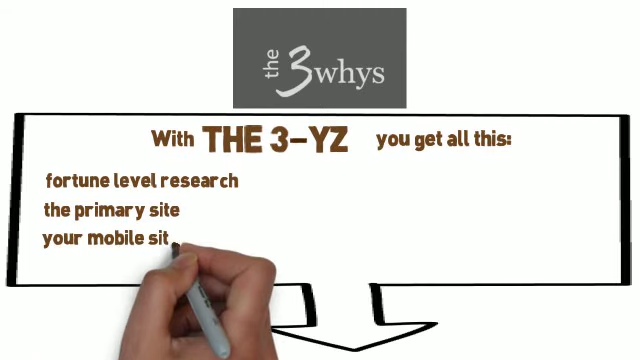 the 3whys
With THE 3-YZ you get all this:
fortune level research
the primary site
your mobile sit